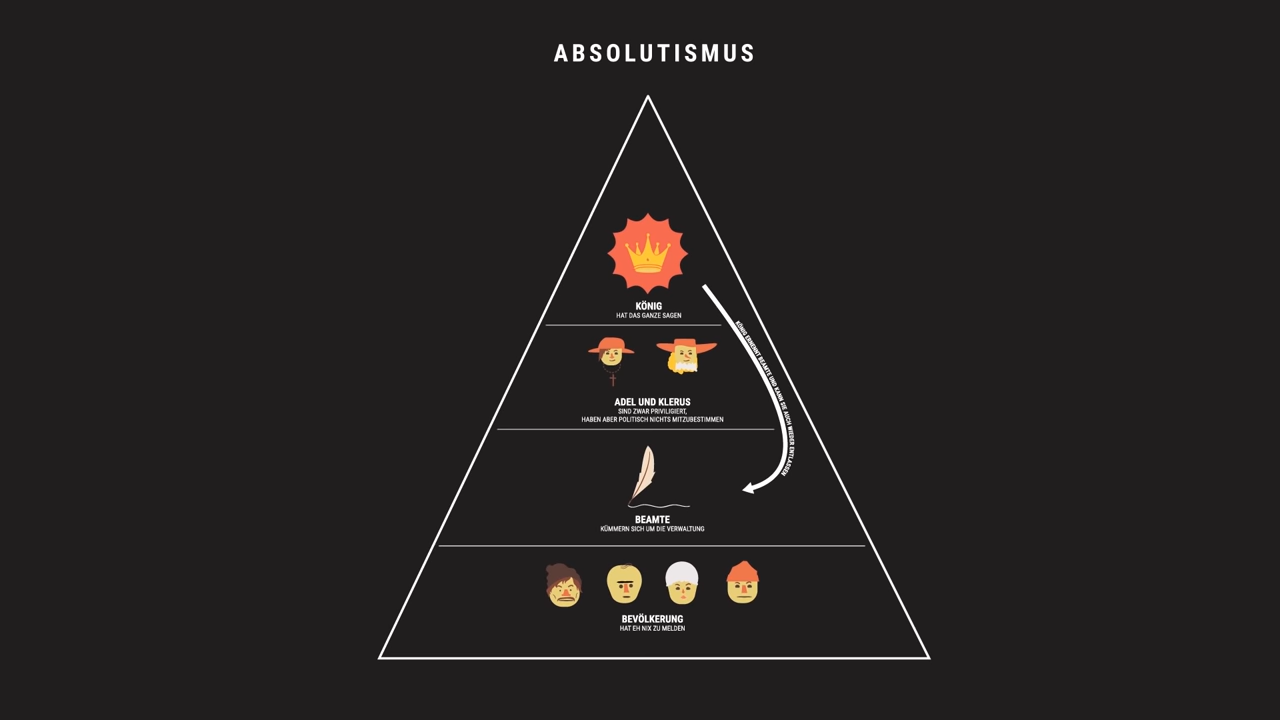 ABSOLUTISMUS
KÖNIG
HAT DAS GANZE SAGEN
KÖNIG ERNENNT BEAMTE UND KANN SIE AUCH WIEDER ENTLASSEN
ADEL UND KLERUS
SIND ZWAR PRIVILIGIERT,
HABEN ABER POLITISCH NICHTS MITZUBESTIMMEN
BEAMTE
KÜMMERN SICH UM DIE VERWALTUNG
BEVÖLKERUNG
HAT EH NIX ZU MELDEN